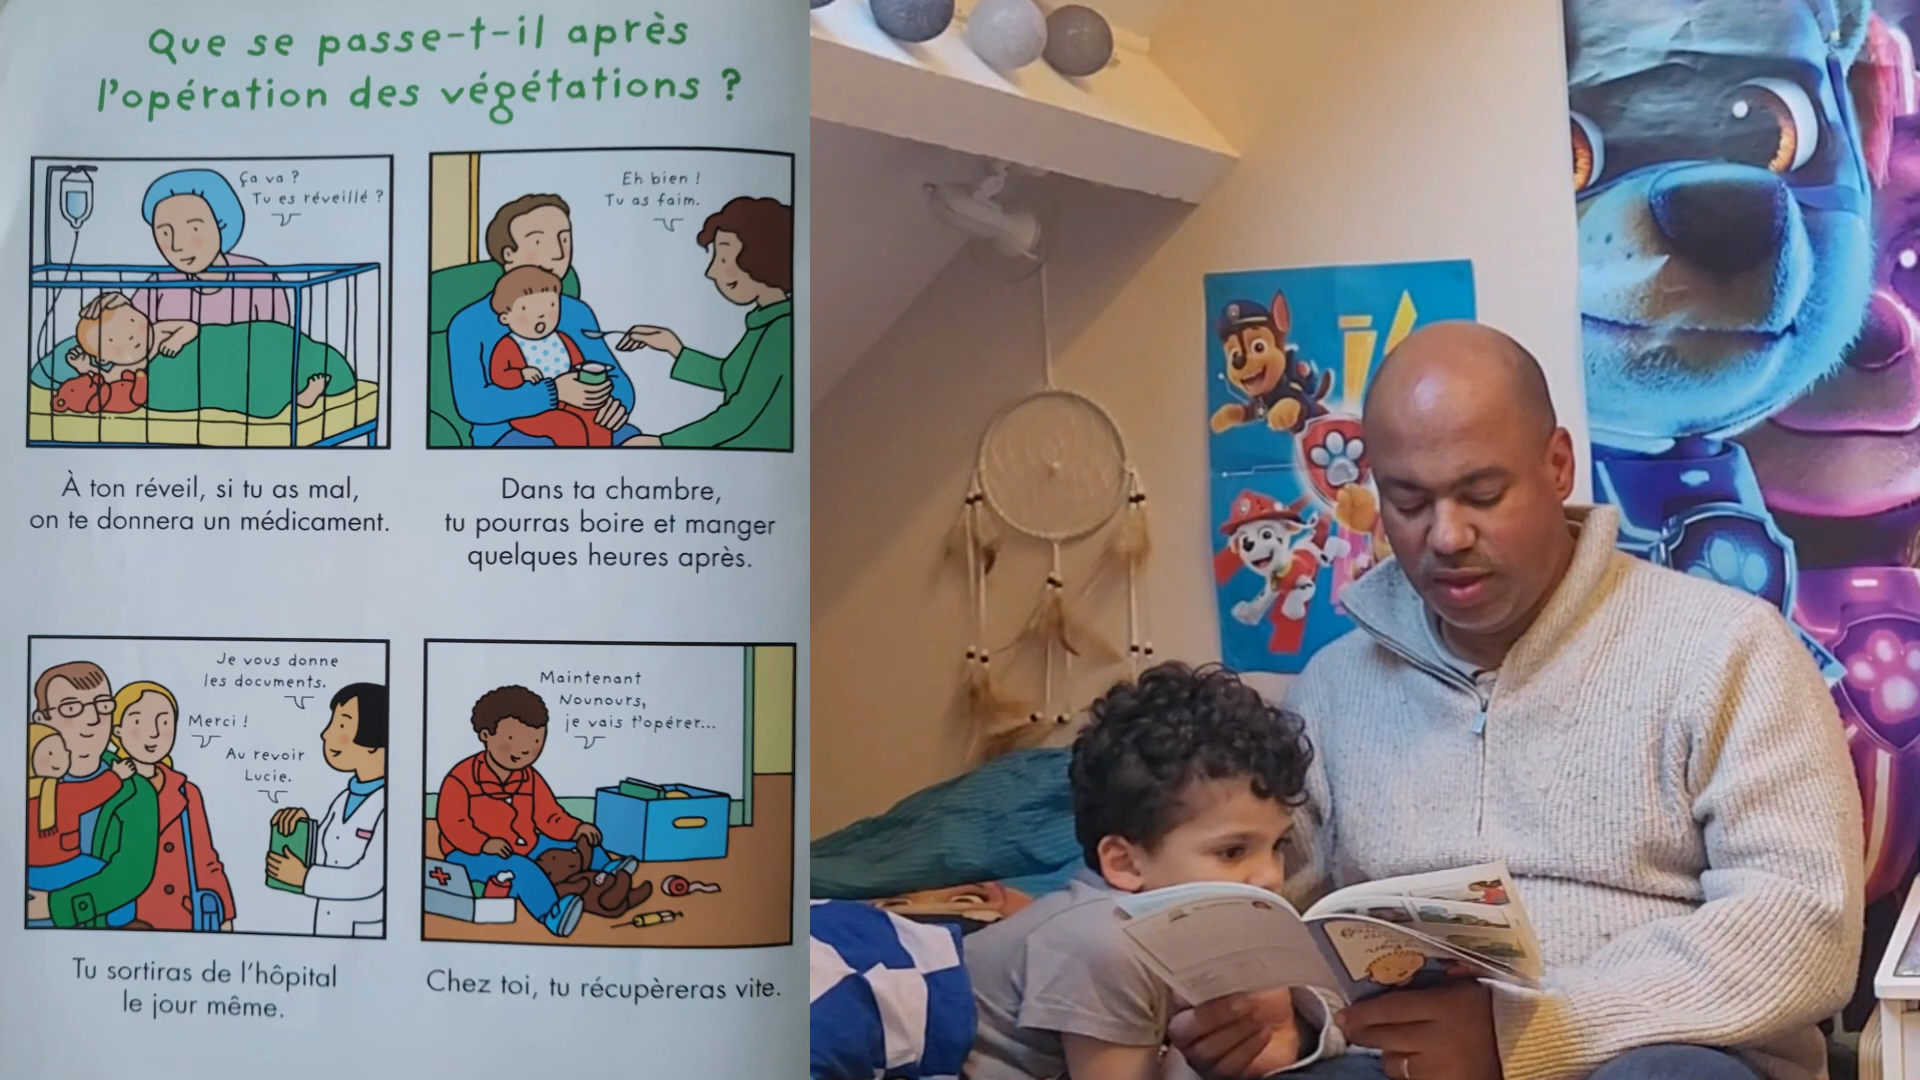 Que se passe-t-il après
l'opération des végétations ?
Ça va ?
Tu es réveillé ?
À ton réveil, si tu as mal,
on te donnera un médicament.
Eh bien !
Tu as faim.
Dans ta chambre,
tu pourras boire et manger
quelques heures après.
Je vous donne
les documents.
Merci !
Au revoir
Lucie.
Tu sortiras de l'hôpital
le jour même.
Maintenant
Nounours,
je vais t'opérer...
Chez toi, tu récupèreras vite.